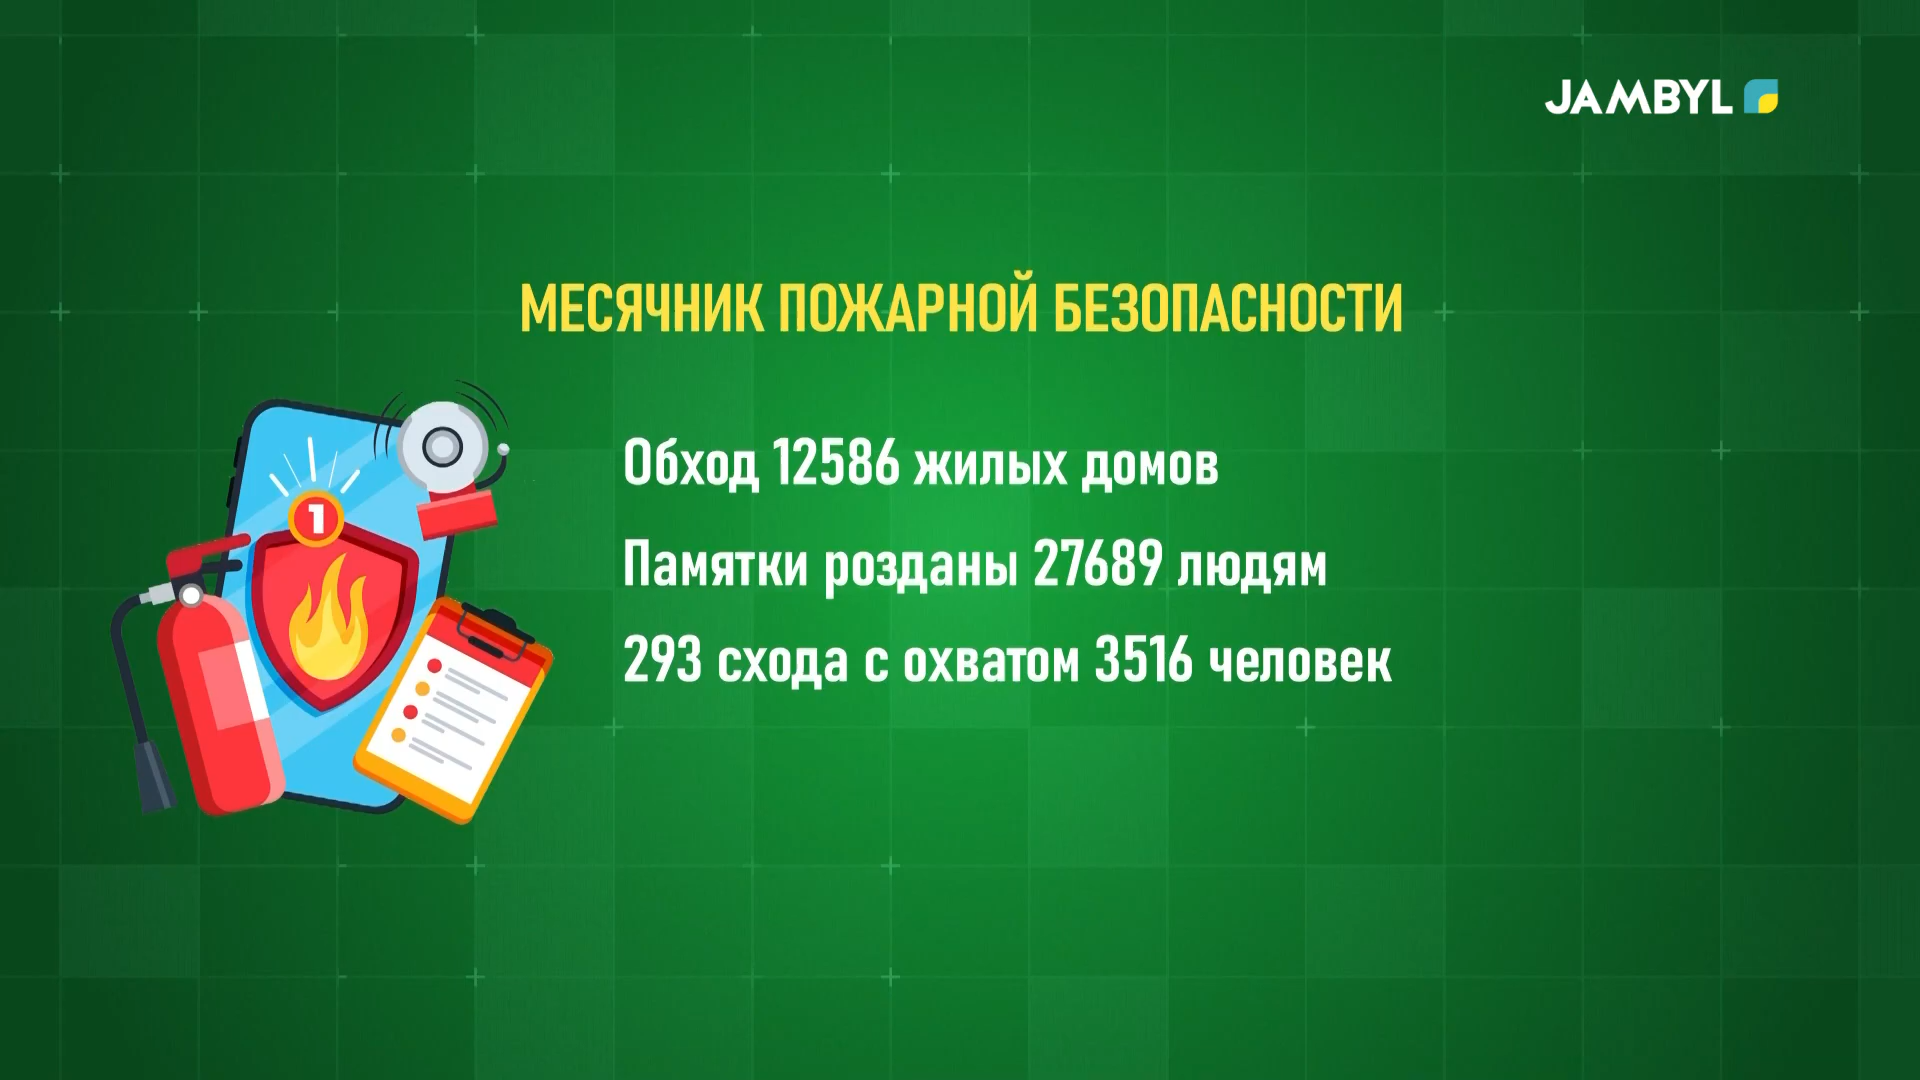 JAMBYL
МЕСЯЧНИК ПОЖАРНОЙ БЕЗОПАСНОСТИ
1
Обход 12586 жилых домов
Памятки розданы 27689 людям
293 схода с охватом 3516 человек